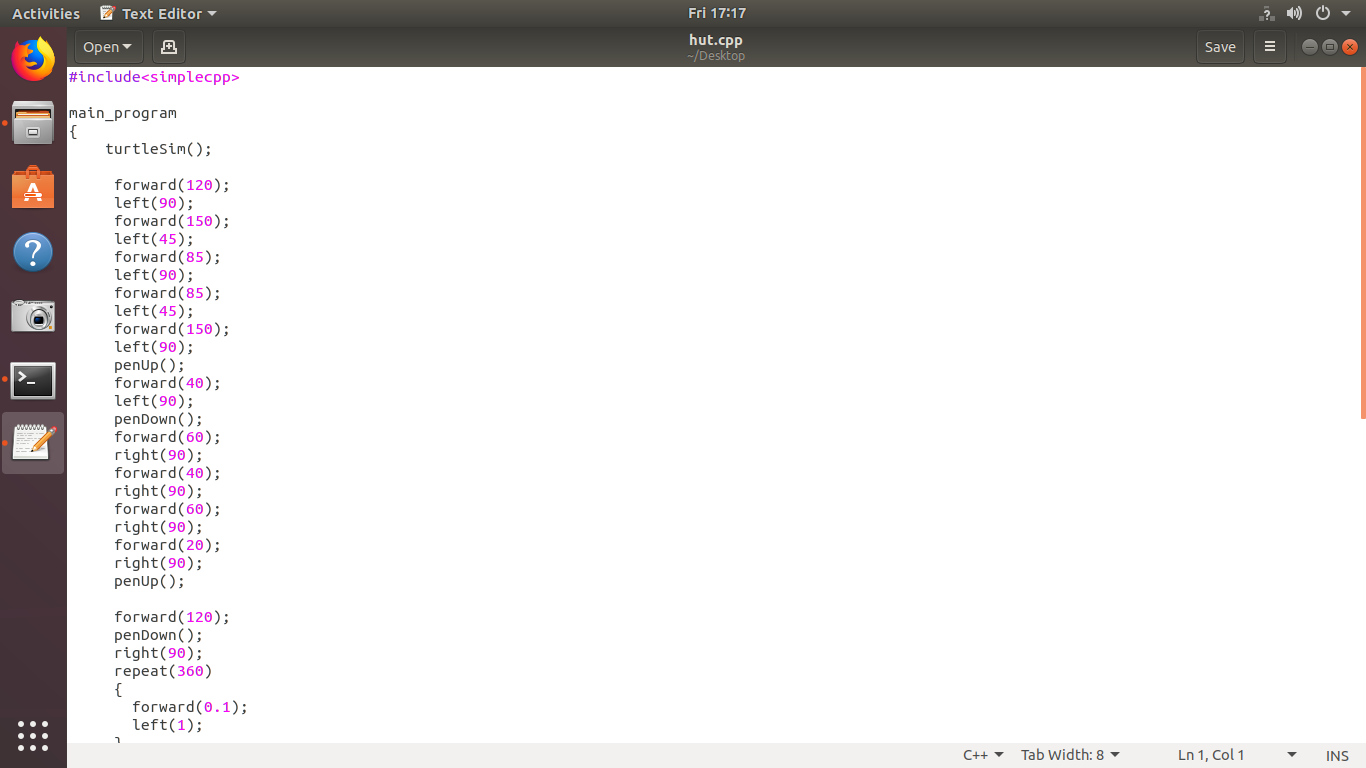 Activities Text Editor Fri 17:17
Open hut.cpp Save
~/Desktop
#include<simplecpp>
main_program
{
turtleSim();
forward(120);
left(90);
forward(150);
left(45);
forward(85);
left(90);
forward(85);
left(45);
forward(150);
left(90);
penUp();
forward(40);
left(90);
penDown();
forward(60);
right(90);
forward(40);
right(90);
forward(60);
right(90);
forward(20);
right(90);
penUp();
forward(120);
penDown();
right(90);
repeat(360)
{
forward(0.1);
left(1);
}
C++ Tab Width: 8 Ln 1, Col 1 INS